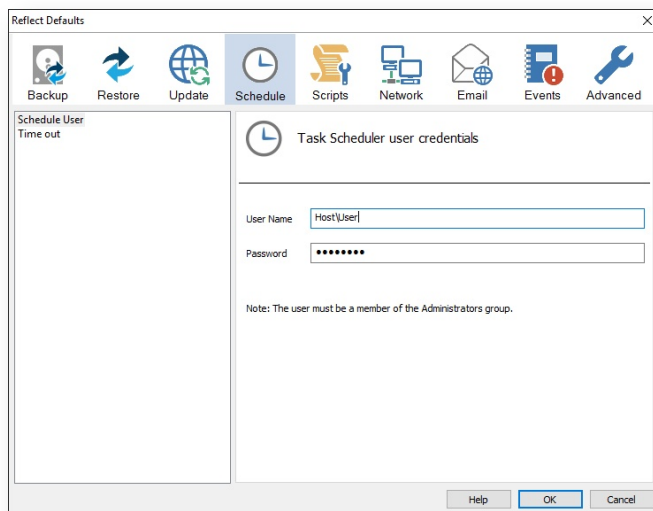 Reflect Defaults
Backup Restore Update Schedule Scripts Network Email Events Advanced
Schedule User
Time out
Task Scheduler user credentials
User Name Host\User
Password ••••••••
Note: The user must be a member of the Administrators group.
Help OK Cancel